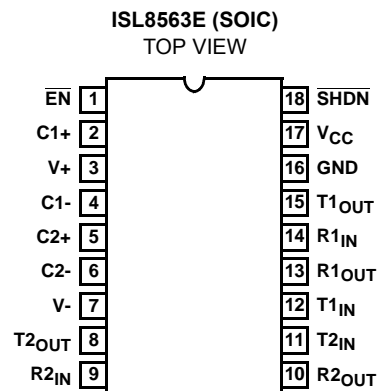 ISL8563E (SOIC)
TOP VIEW
EN 1 18 SHDN
C1+ 2 17 VCC
V+ 3 16 GND
C1- 4 15 T1OUT
C2+ 5 14 R1IN
C2- 6 13 R1OUT
V- 7 12 T1IN
T2OUT 8 11 T2IN
R2IN 9 10 R2OUT